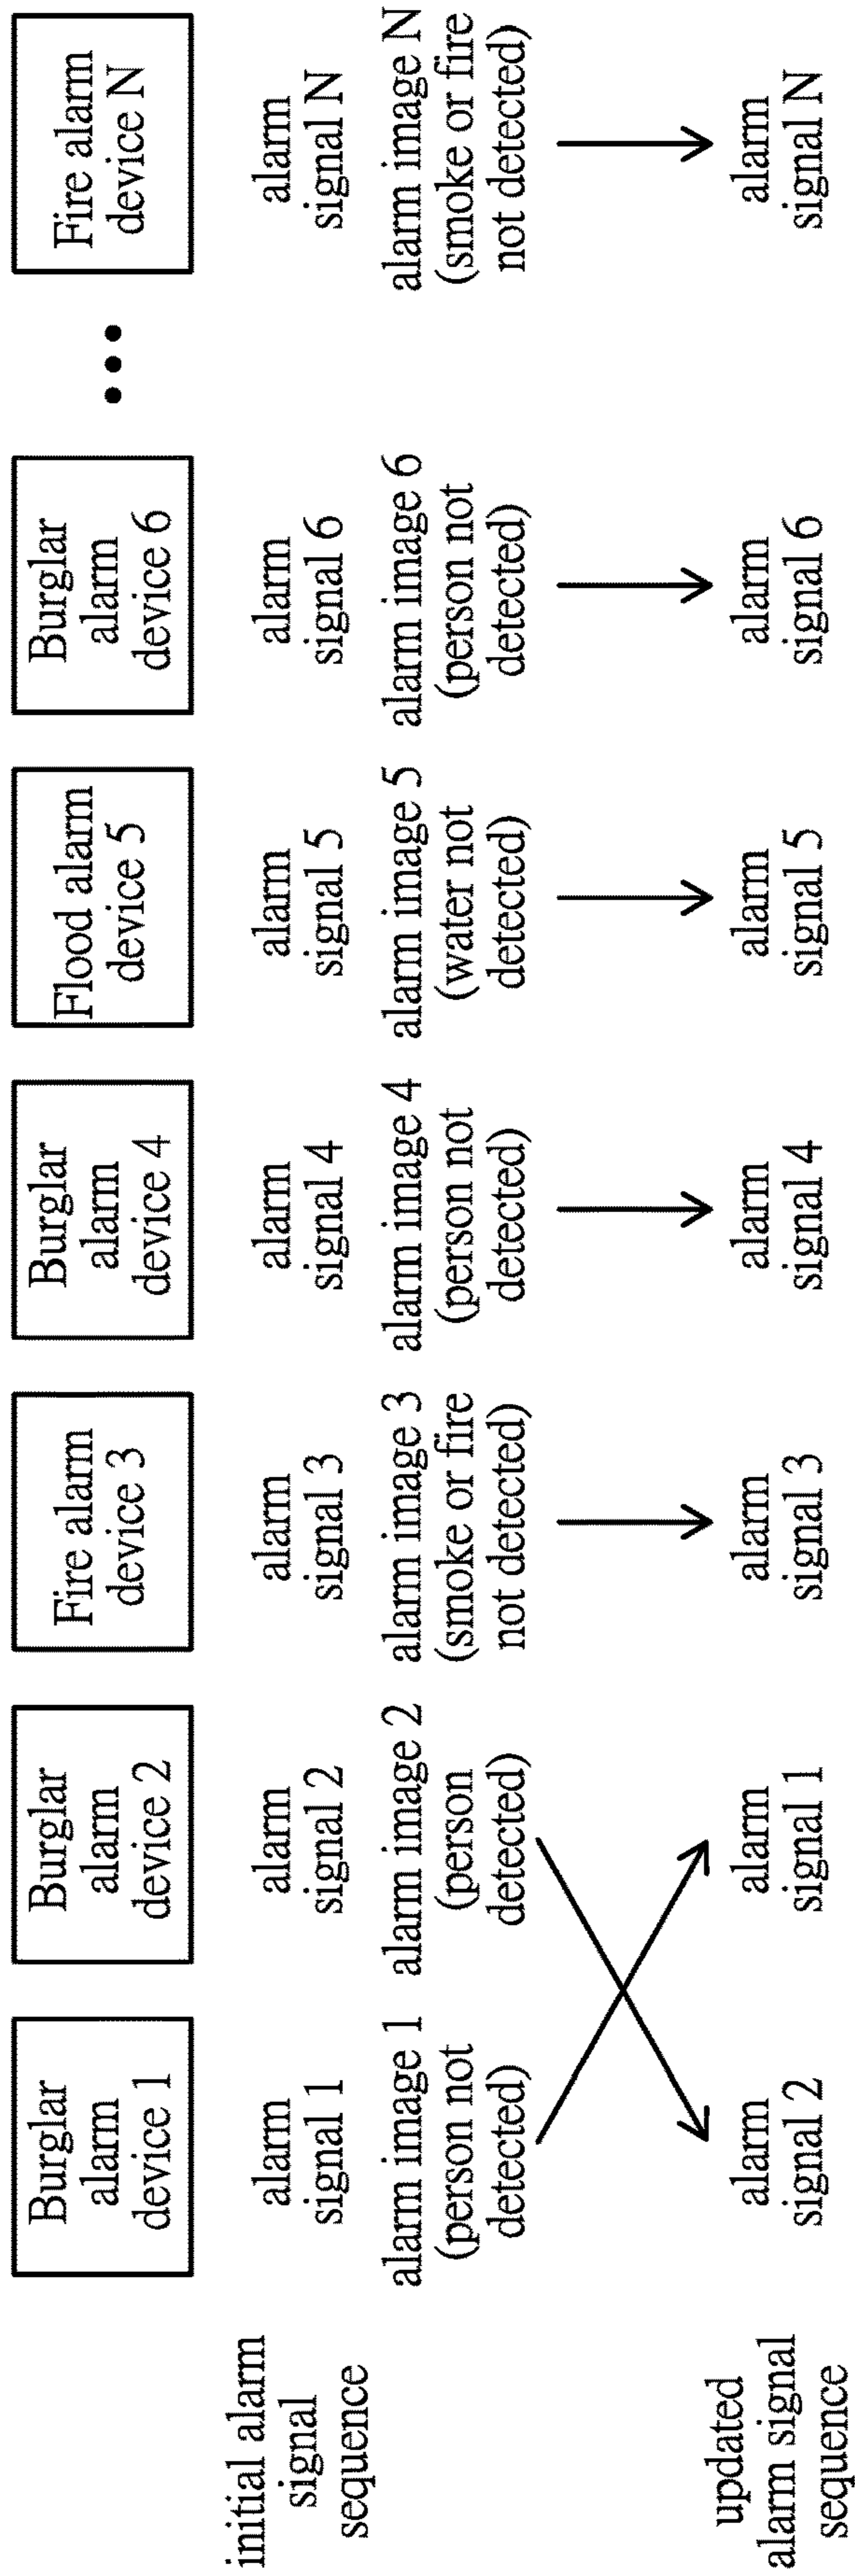 Burglar
alarm
device 1
Burglar
alarm
device 2
Fire alarm
device 3
Burglar
alarm
device 4
Flood alarm
device 5
Burglar
alarm
device 6
•••
Fire alarm
device N
initial alarm
signal
sequence
alarm
signal 1
alarm
signal 2
alarm
signal 3
alarm
signal 4
alarm
signal 5
alarm
signal 6
alarm
signal N
alarm image 1
(person not
detected)
alarm image 2
(person
detected)
alarm image 3
(smoke or fire
not detected)
alarm image 4
(person not
detected)
alarm image 5
(water not
detected)
alarm image 6
(person not
detected)
alarm image N
(smoke or fire
not detected)
updated
alarm signal
sequence
alarm
signal 2
alarm
signal 1
alarm
signal 3
alarm
signal 4
alarm
signal 5
alarm
signal 6
alarm
signal N